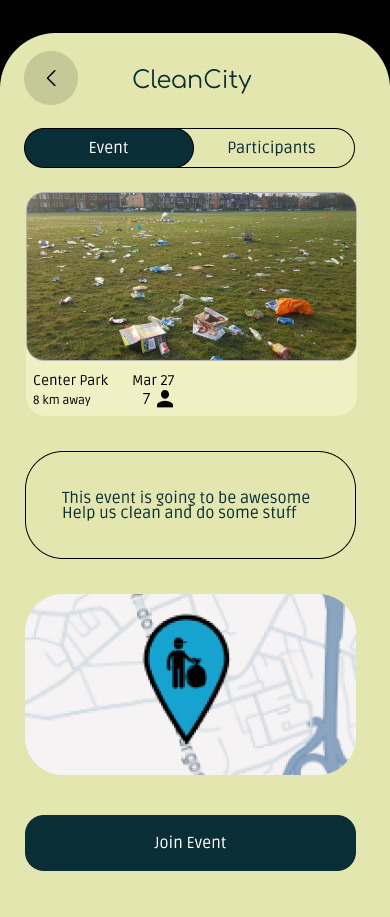 CleanCity
Event
Participants
Center Park
Mar 27
8 km away
7
This event is going to be awesome
Help us clean and do some stuff
Join Event